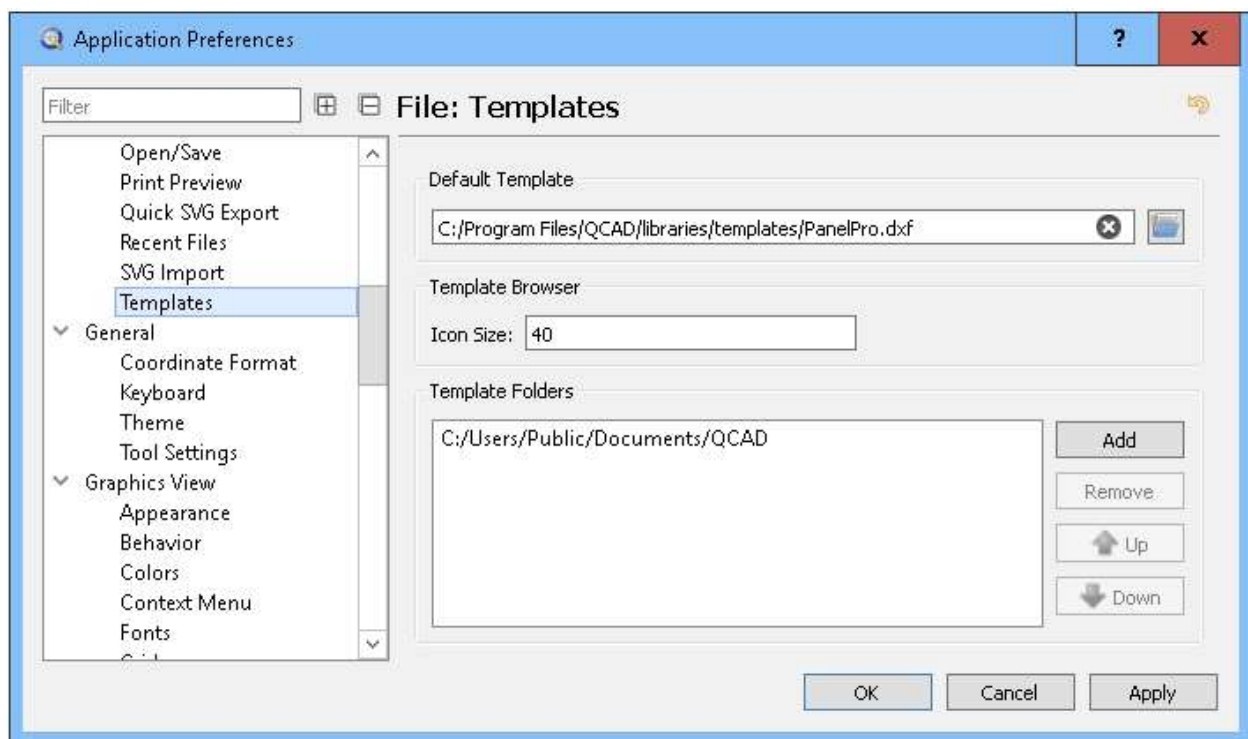 Application Preferences
?
x
Filter
File: Templates
Open/Save
Print Preview
Quick SVG Export
Recent Files
SVG Import
Templates
General
Coordinate Format
Keyboard
Theme
Tool Settings
Graphics View
Appearance
Behavior
Colors
Context Menu
Fonts
Default Template
C:/Program Files/QCAD/libraries/templates/PanelPro.dxf
Template Browser
Icon Size: 40
Template Folders
C:/Users/Public/Documents/QCAD
Add
Remove
Up
Down
OK
Cancel
Apply